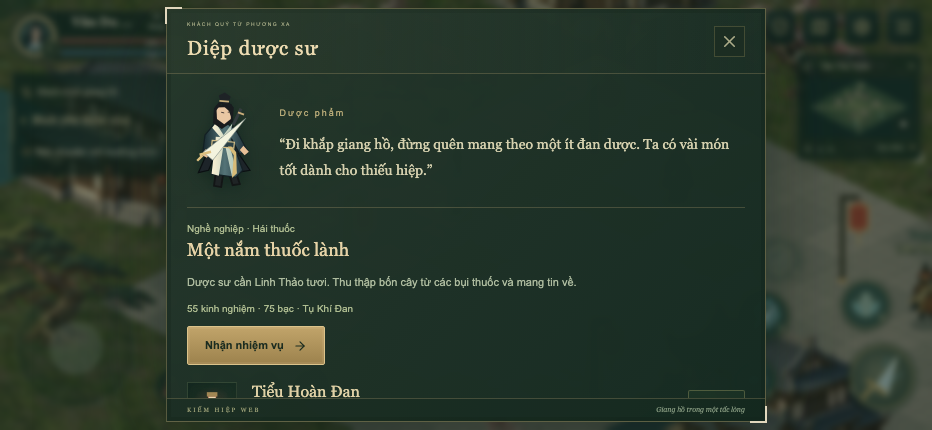 KHÁCH QUÝ TỪ PHƯƠNG XA
Diệp dược sư
Dược phẩm
“Đi khắp giang hồ, đừng quên mang theo một ít đan dược. Ta có vài món
tốt dành cho thiếu hiệp.”
Nghề nghiệp · Hái thuốc
Một nắm thuốc lành
Dược sư cần Linh Thảo tươi. Thu thập bốn cây từ các bụi thuốc và mang tin về.
55 kinh nghiệm · 75 bạc · Tụ Khí Đan
Nhận nhiệm vụ →
Tiểu Hoàn Đan
KIẾM HIỆP WEB
Giang hồ trong một tấc lòng